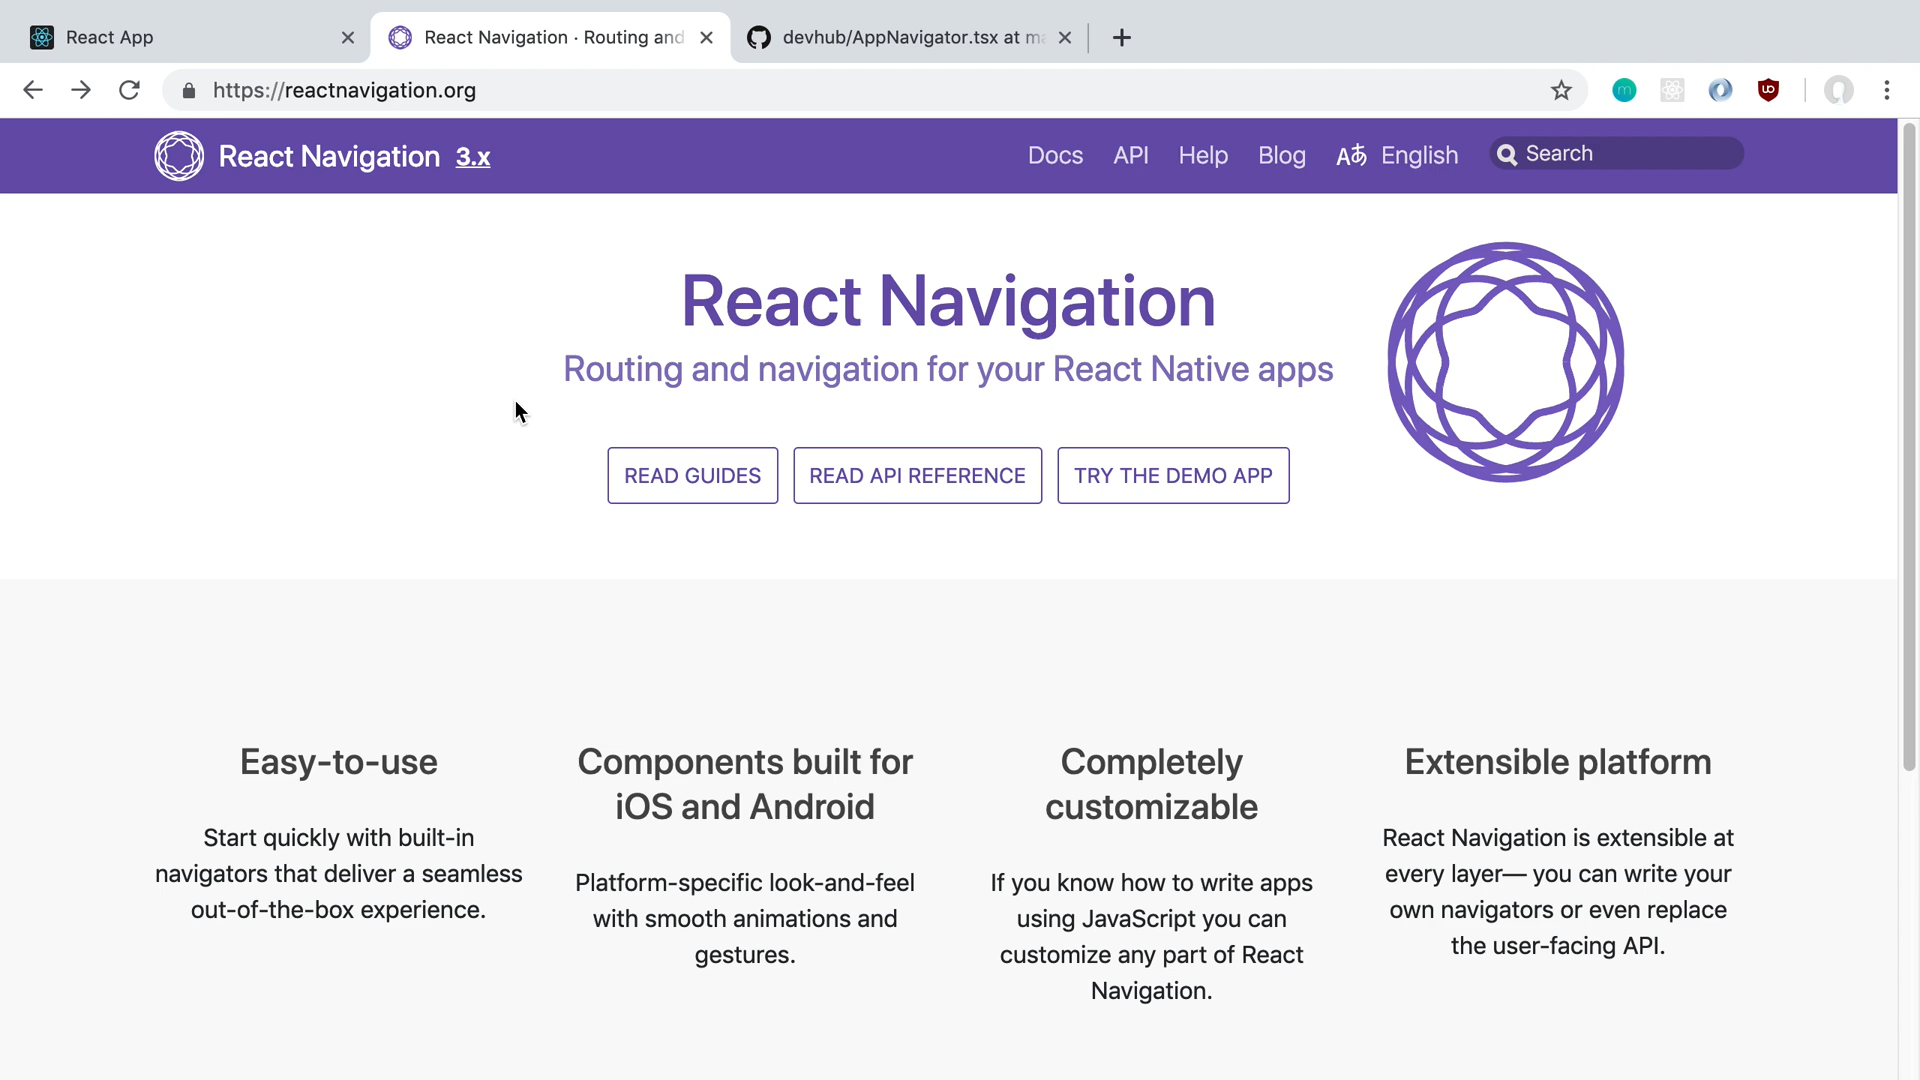 React App
React Navigation · Routing and
devhub/AppNavigator.tsx at ma
https://reactnavigation.org
React Navigation 3.x
Docs API Help Blog Aあ English Search
React Navigation
Routing and navigation for your React Native apps
READ GUIDES READ API REFERENCE TRY THE DEMO APP
Easy-to-use
Start quickly with built-in
navigators that deliver a seamless
out-of-the-box experience.
Components built for
iOS and Android
Platform-specific look-and-feel
with smooth animations and
gestures.
Completely
customizable
If you know how to write apps
using JavaScript you can
customize any part of React
Navigation.
Extensible platform
React Navigation is extensible at
every layer— you can write your
own navigators or even replace
the user-facing API.